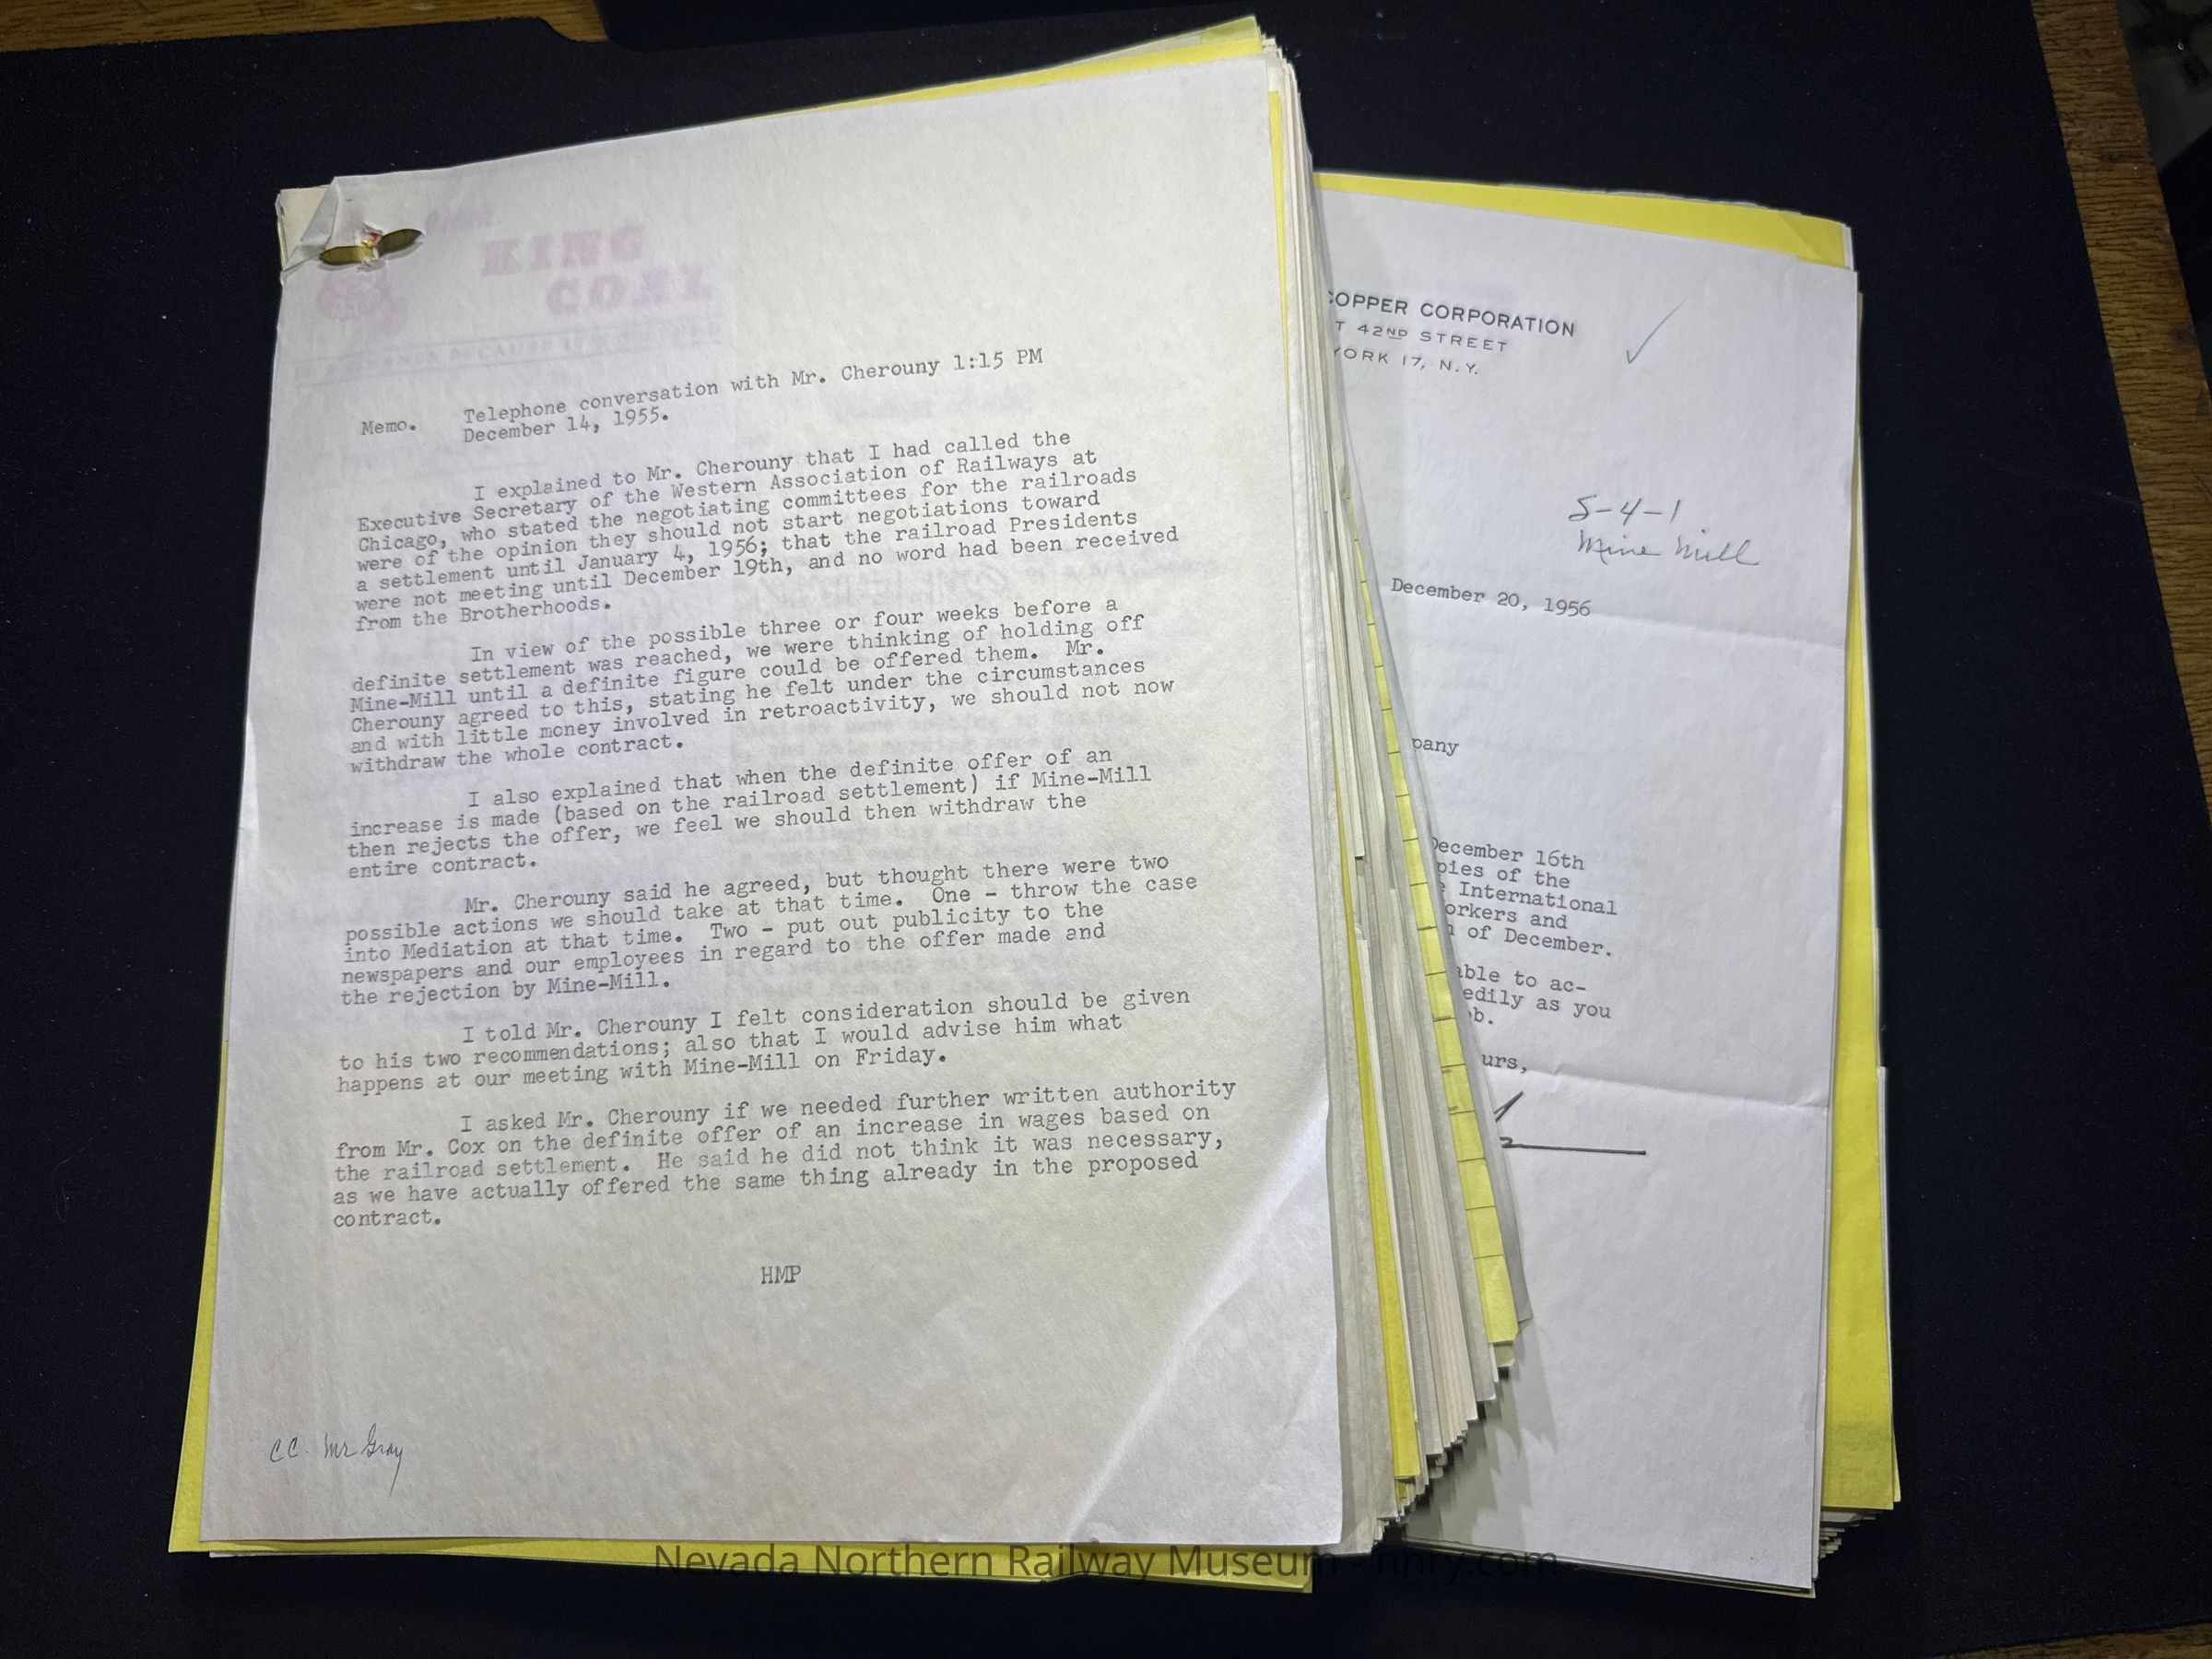 KING
COAL
Memo. Telephone conversation with Mr. Cherouny 1:15 PM
December 14, 1955.
I explained to Mr. Cherouny that I had called the
Executive Secretary of the Western Association of Railways at
Chicago, who stated the negotiating committees for the railroads
were of the opinion they should not start negotiations toward
a settlement until January 4, 1956; that the railroad Presidents
were not meeting until December 19th, and no word had been received
from the Brotherhoods.
In view of the possible three or four weeks before a
definite settlement was reached, we were thinking of holding off
Mine-Mill until a definite figure could be offered them. Mr.
Cherouny agreed to this, stating he felt under the circumstances
and with little money involved in retroactivity, we should not now
withdraw the whole contract.
I also explained that when the definite offer of an
increase is made (based on the railroad settlement) if Mine-Mill
then rejects the offer, we feel we should then withdraw the
entire contract.
Mr. Cherouny said he agreed, but thought there were two
possible actions we should take at that time. One - throw the case
into Mediation at that time. Two - put out publicity to the
newspapers and our employees in regard to the offer made and
the rejection by Mine-Mill.
I told Mr. Cherouny I felt consideration should be given
to his two recommendations; also that I would advise him what
happens at our meeting with Mine-Mill on Friday.
I asked Mr. Cherouny if we needed further written authority
from Mr. Cox on the definite offer of an increase in wages based on
the railroad settlement. He said he did not think it was necessary,
as we have actually offered the same thing already in the proposed
contract.
HMP
CC. Mr Gray
COPPER CORPORATION
T 42ND STREET
YORK 17, N.Y.
S-4-1
Mine Mill
December 20, 1956
pany
December 16th
pies of the
International
orkers and
of December.
able to ac-
edily as you
ob.
urs,
Nevada Northern Railway Museum - nnry.com